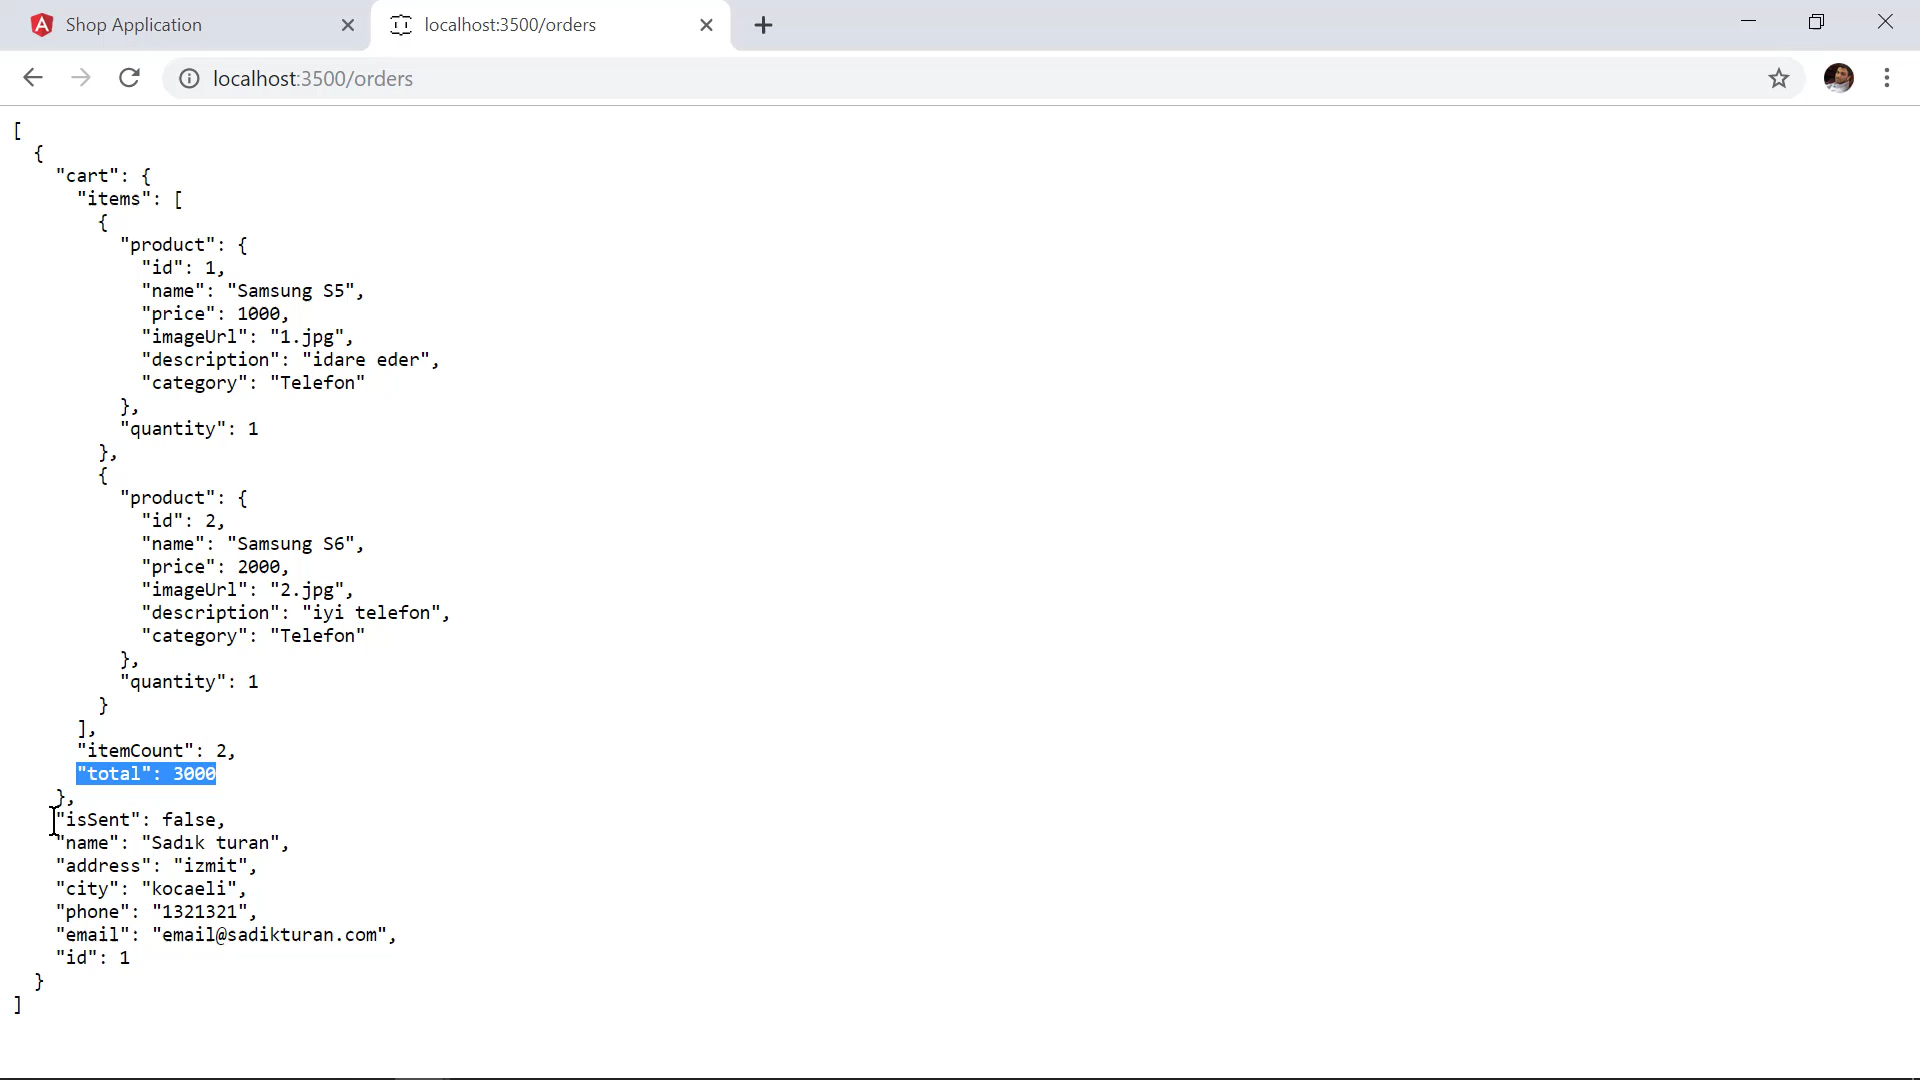 Shop Application
localhost:3500/orders
localhost:3500/orders
[
  {
    "cart": {
      "items": [
        {
          "product": {
            "id": 1,
            "name": "Samsung S5",
            "price": 1000,
            "imageUrl": "1.jpg",
            "description": "idare eder",
            "category": "Telefon"
          },
          "quantity": 1
        },
        {
          "product": {
            "id": 2,
            "name": "Samsung S6",
            "price": 2000,
            "imageUrl": "2.jpg",
            "description": "iyi telefon",
            "category": "Telefon"
          },
          "quantity": 1
        }
      ],
      "itemCount": 2,
      "total": 3000
    },
    "isSent": false,
    "name": "Sadık turan",
    "address": "izmit",
    "city": "kocaeli",
    "phone": "1321321",
    "email": "email@sadikturan.com",
    "id": 1
  }
]